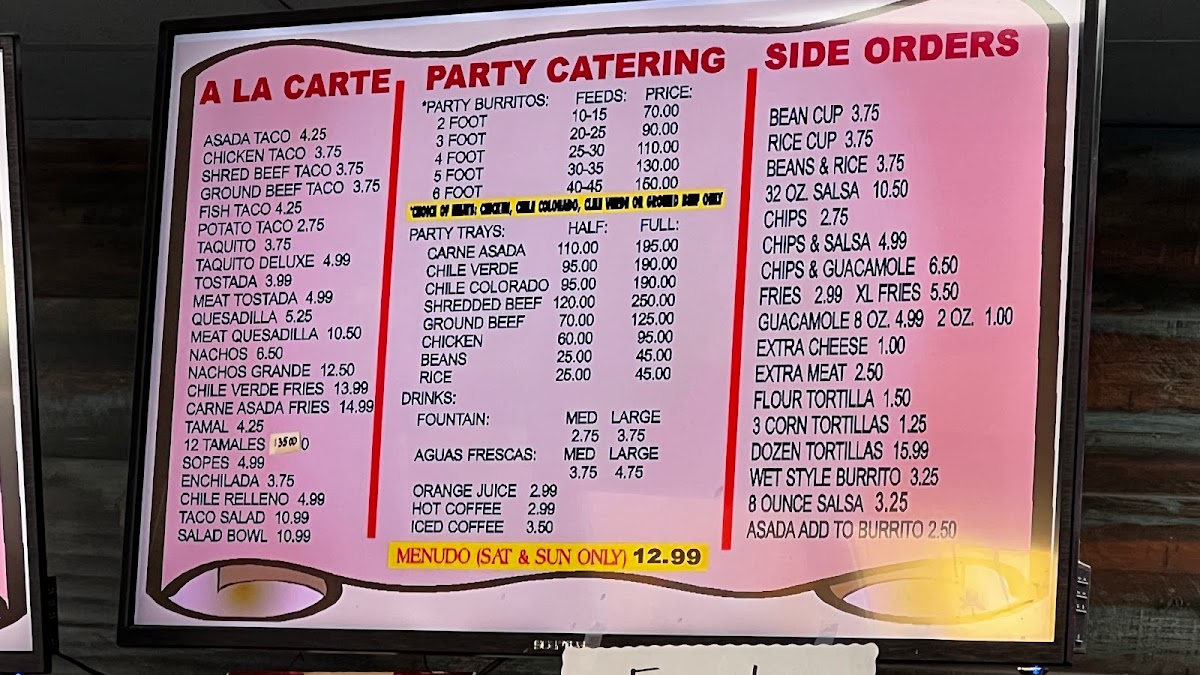 A LA CARTE
ASADA TACO 4.25
CHICKEN TACO 3.75
SHRED BEEF TACO 3.75
GROUND BEEF TACO 3.75
FISH TACO 4.25
POTATO TACO 2.75
TAQUITO 3.75
TAQUITO DELUXE 4.99
TOSTADA 3.99
MEAT TOSTADA 4.99
QUESADILLA 5.25
MEAT QUESADILLA 10.50
NACHOS 6.50
NACHOS GRANDE 12.50
CHILE VERDE FRIES 13.99
CARNE ASADA FRIES 14.99
TAMAL 4.25
12 TAMALES 35.00 0
SOPES 4.99
ENCHILADA 3.75
CHILE RELLENO 4.99
TACO SALAD 10.99
SALAD BOWL 10.99
PARTY CATERING
*PARTY BURRITOS: FEEDS: PRICE:
2 FOOT 10-15 70.00
3 FOOT 20-25 90.00
4 FOOT 25-30 110.00
5 FOOT 30-35 130.00
6 FOOT 40-45 150.00
*CHOICE OF MEATS: CHICKEN, CHILE COLORADO, CLILI VERDE OR GROUND BEEF ONLY
PARTY TRAYS: HALF: FULL:
CARNE ASADA 110.00 195.00
CHILE VERDE 95.00 190.00
CHILE COLORADO 95.00 190.00
SHREDDED BEEF 120.00 250.00
GROUND BEEF 70.00 125.00
CHICKEN 60.00 95.00
BEANS 25.00 45.00
RICE 25.00 45.00
DRINKS:
FOUNTAIN: MED LARGE
2.75 3.75
AGUAS FRESCAS: MED LARGE
3.75 4.75
ORANGE JUICE 2.99
HOT COFFEE 2.99
ICED COFFEE 3.50
MENUDO (SAT & SUN ONLY) 12.99
SIDE ORDERS
BEAN CUP 3.75
RICE CUP 3.75
BEANS & RICE 3.75
32 OZ. SALSA 10.50
CHIPS 2.75
CHIPS & SALSA 4.99
CHIPS & GUACAMOLE 6.50
FRIES 2.99 XL FRIES 5.50
GUACAMOLE 8 OZ. 4.99 2 OZ. 1.00
EXTRA CHEESE 1.00
EXTRA MEAT 2.50
FLOUR TORTILLA 1.50
3 CORN TORTILLAS 1.25
DOZEN TORTILLAS 15.99
WET STYLE BURRITO 3.25
8 OUNCE SALSA 3.25
ASADA ADD TO BURRITO 2.50